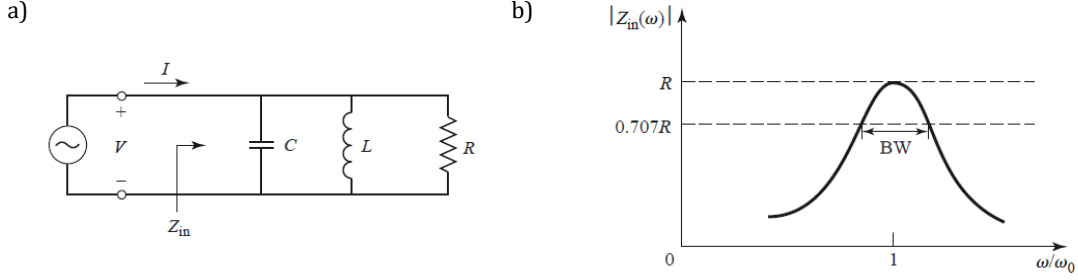 a)
I
+
V
−
C
L
R
Z_in
b)
|Z_in(ω)|
R
0.707R
BW
0
1
ω/ω_0